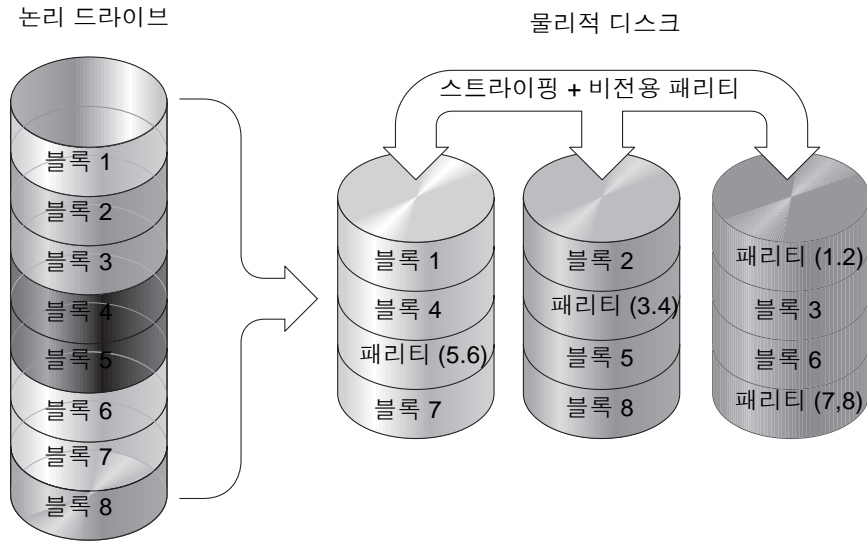 논리 드라이브
물리적 디스크
스트라이핑 + 비전용 패리티
블록 1
블록 2
블록 3
블록 4
블록 5
블록 6
블록 7
블록 8
블록 1
블록 4
패리티 (5.6)
블록 7
블록 2
패리티 (3.4)
블록 5
블록 8
패리티 (1.2)
블록 3
블록 6
패리티 (7,8)